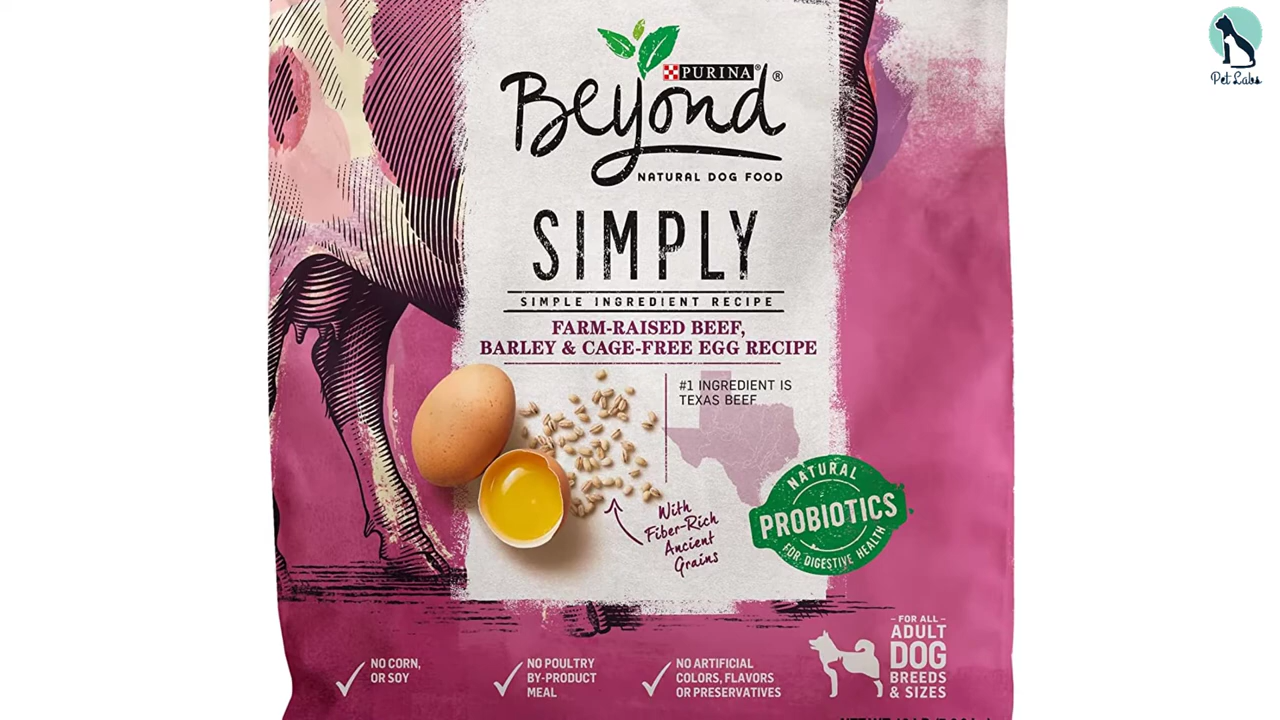 Pet Labs
PURINA®
Beyond®
NATURAL DOG FOOD
SIMPLY
SIMPLE INGREDIENT RECIPE
FARM-RAISED BEEF,
BARLEY & CAGE-FREE EGG RECIPE
#1 INGREDIENT IS
TEXAS BEEF
With
Fiber-Rich
Ancient
Grains
NATURAL
PROBIOTICS
FOR DIGESTIVE HEALTH
NO CORN,
OR SOY
NO POULTRY
BY-PRODUCT
MEAL
NO ARTIFICIAL
COLORS, FLAVORS
OR PRESERVATIVES
FOR ALL
ADULT
DOG
BREEDS
& SIZES